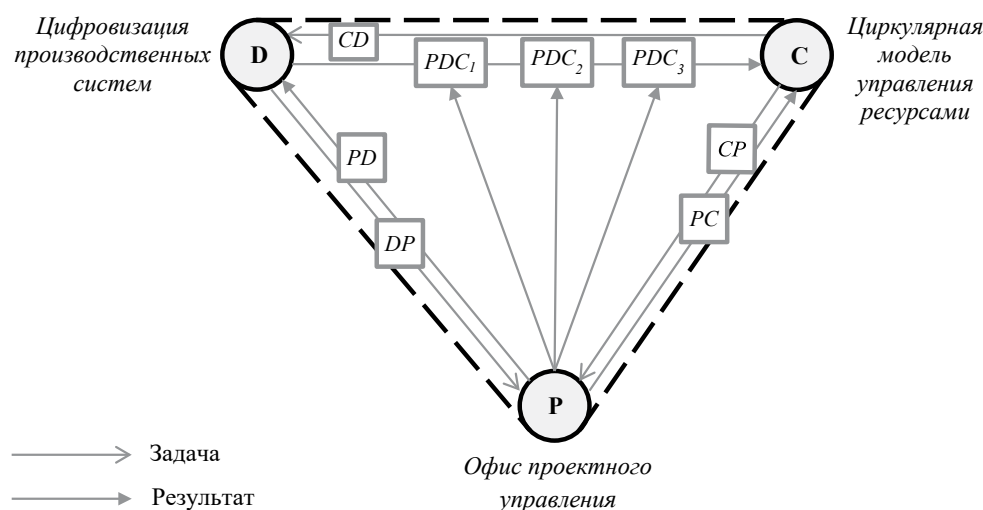 Цифровизация
производственных
систем
D
CD
PDC1
PDC2
PDC3
C
Циркулярная
модель
управления
ресурсами
PD
CP
DP
PC
P
Офис проектного
управления
Задача
Результат